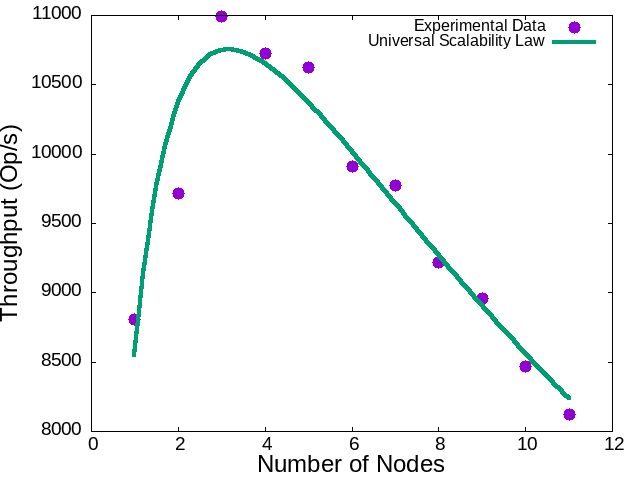 11000
10500
10000
9500
9000
8500
8000
0 2 4 6 8 10 12
Throughput (Op/s)
Number of Nodes
Experimental Data
Universal Scalability Law